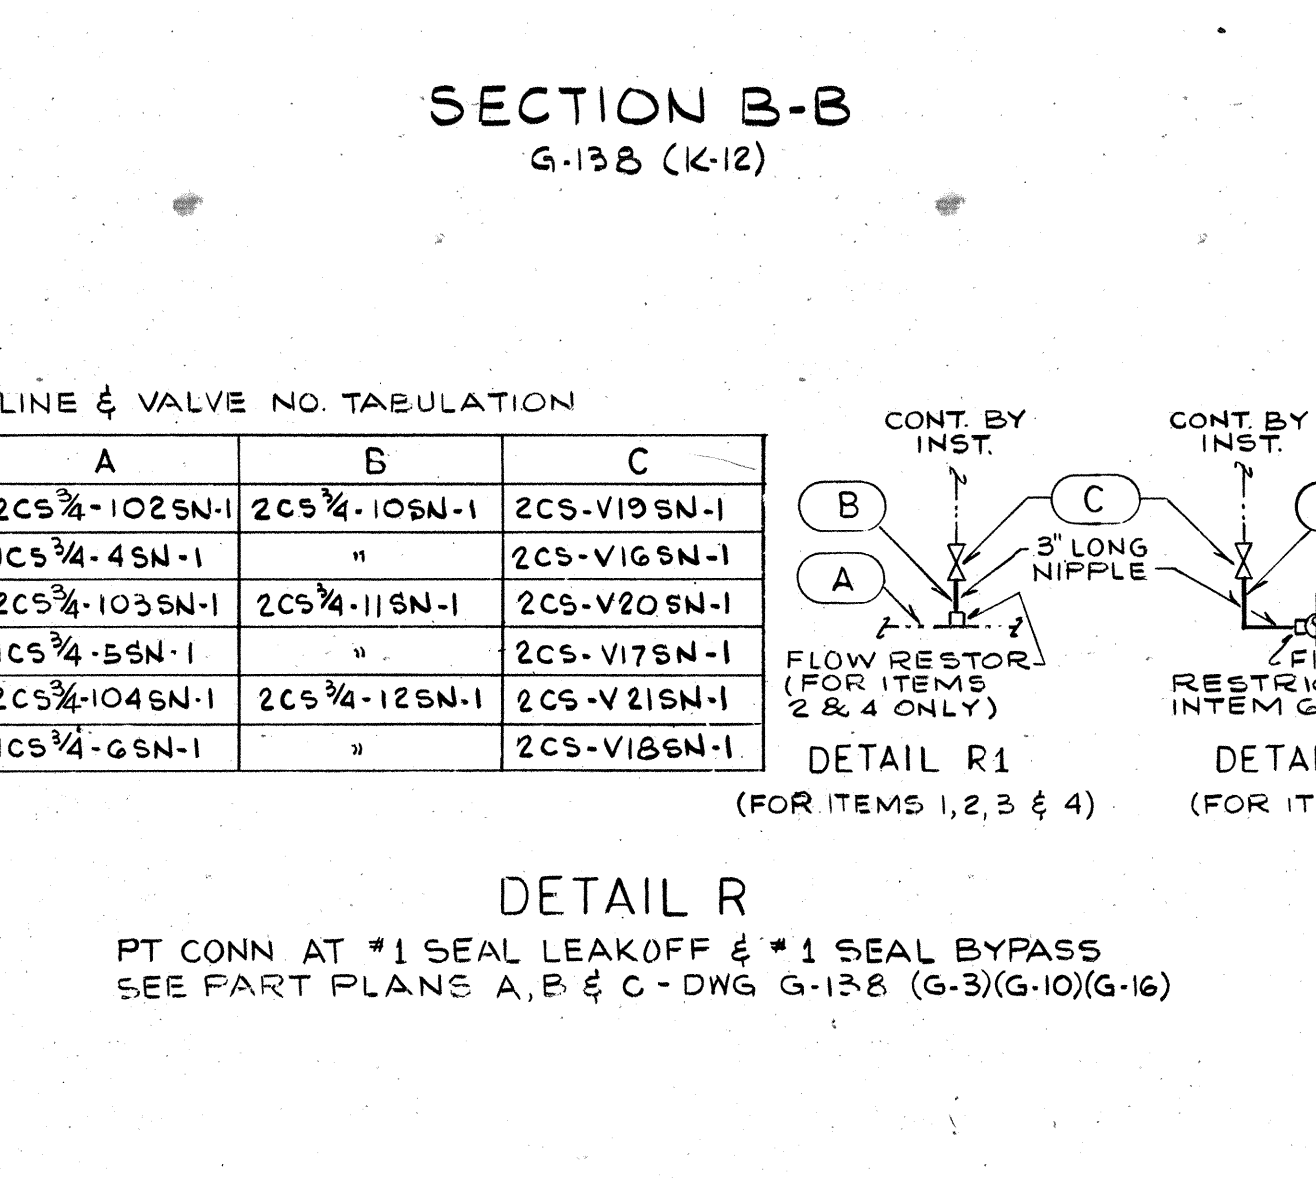 SECTION B-B
G-138 (K-12)
LINE & VALVE NO. TABULATION
A B C
2CS¾-102SN-1 2CS¾-10SN-1 2CS-V19SN-1
CS¾-4SN-1 " 2CS-V16SN-1
2CS¾-103SN-1 2CS¾-11SN-1 2CS-V20SN-1
CS¾-5SN-1 " 2CS-V17SN-1
2CS¾-104SN-1 2CS¾-12SN-1 2CS-V21SN-1
CS¾-6SN-1 " 2CS-V18SN-1
CONT. BY
INST.
B
C
A
3" LONG
NIPPLE
FLOW RESTOR
(FOR ITEMS
2 & 4 ONLY)
DETAIL R1
(FOR ITEMS 1,2,3 & 4)
CONT. BY
INST.
INTEM
(FOR
DETAIL R
PT CONN AT #1 SEAL LEAKOFF & #1 SEAL BYPASS
SEE PART PLANS A,B & C - DWG G-138 (G-3)(G-10)(G-16)